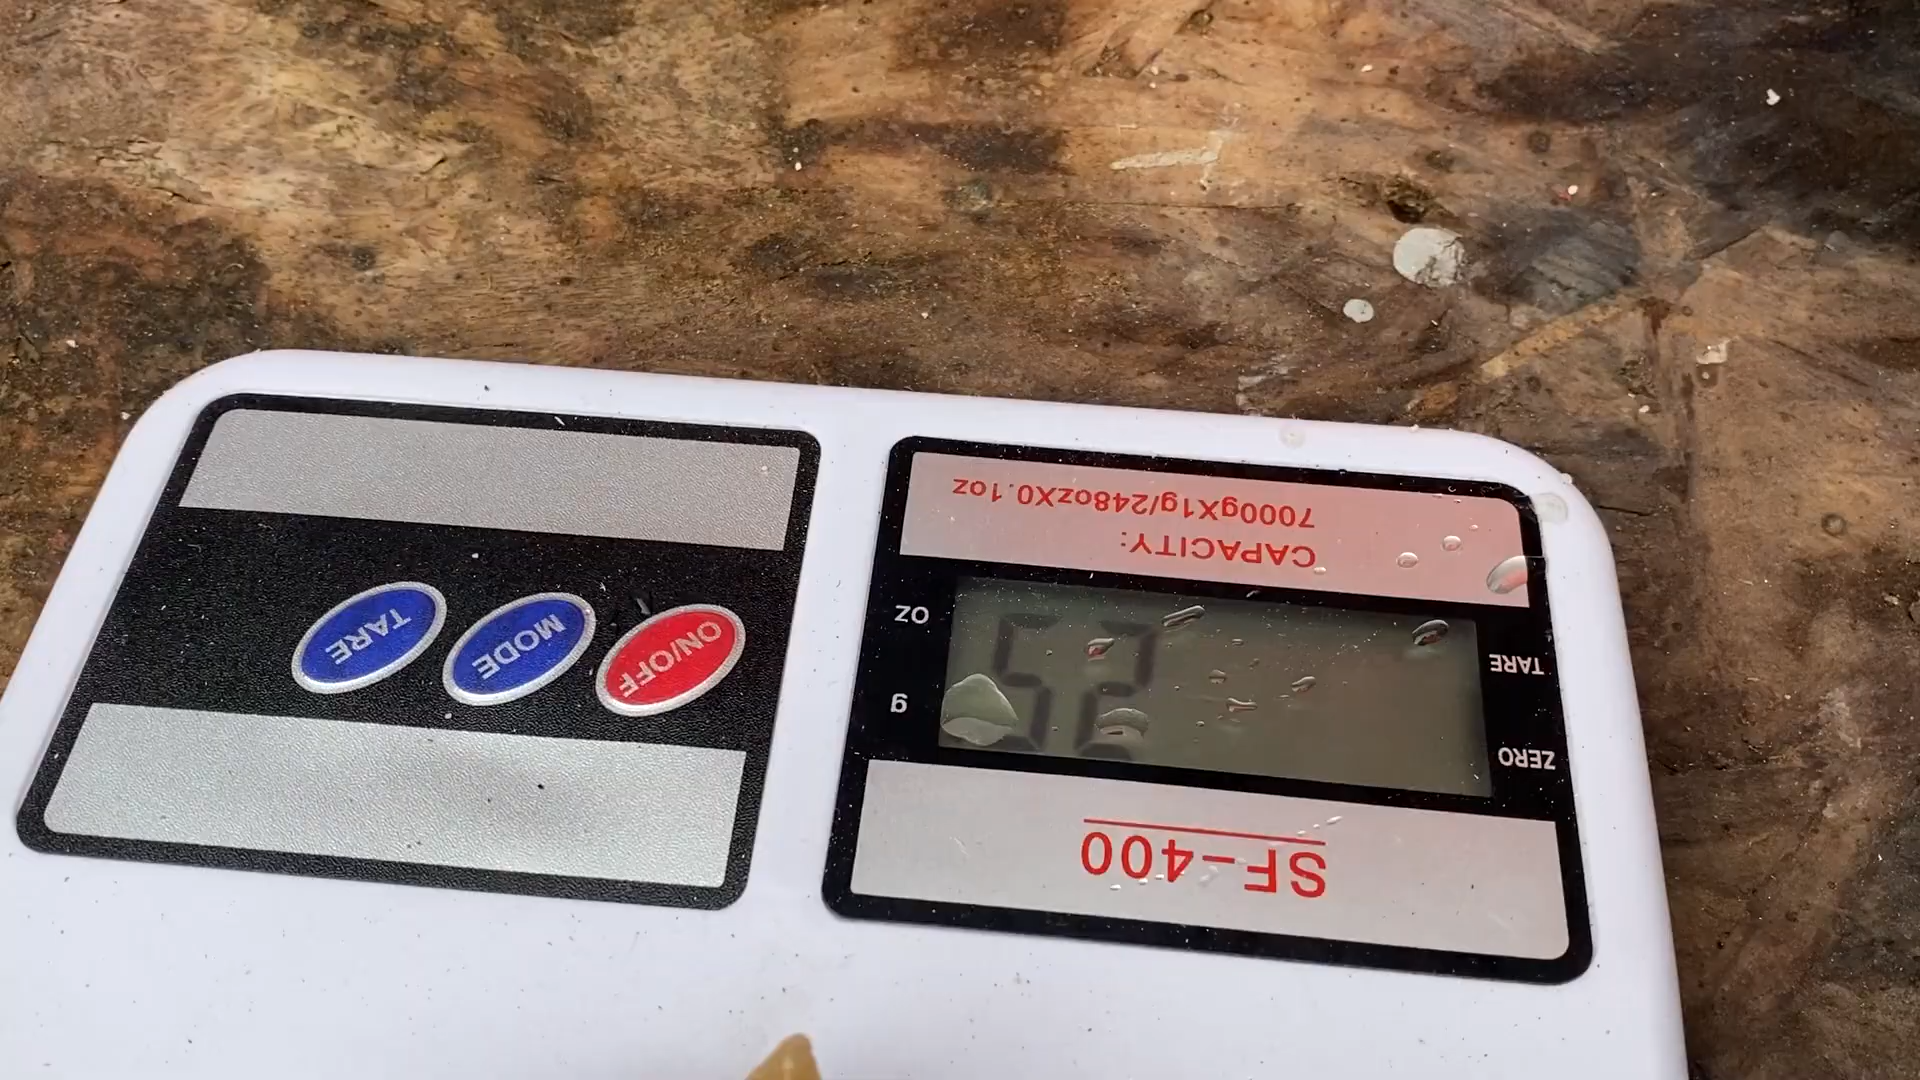 SF-400
ZERO
TARE
25
g
oz
CAPACITY:
7000gX1g/248ozX0.1oz
ON/OFF
MODE
TARE